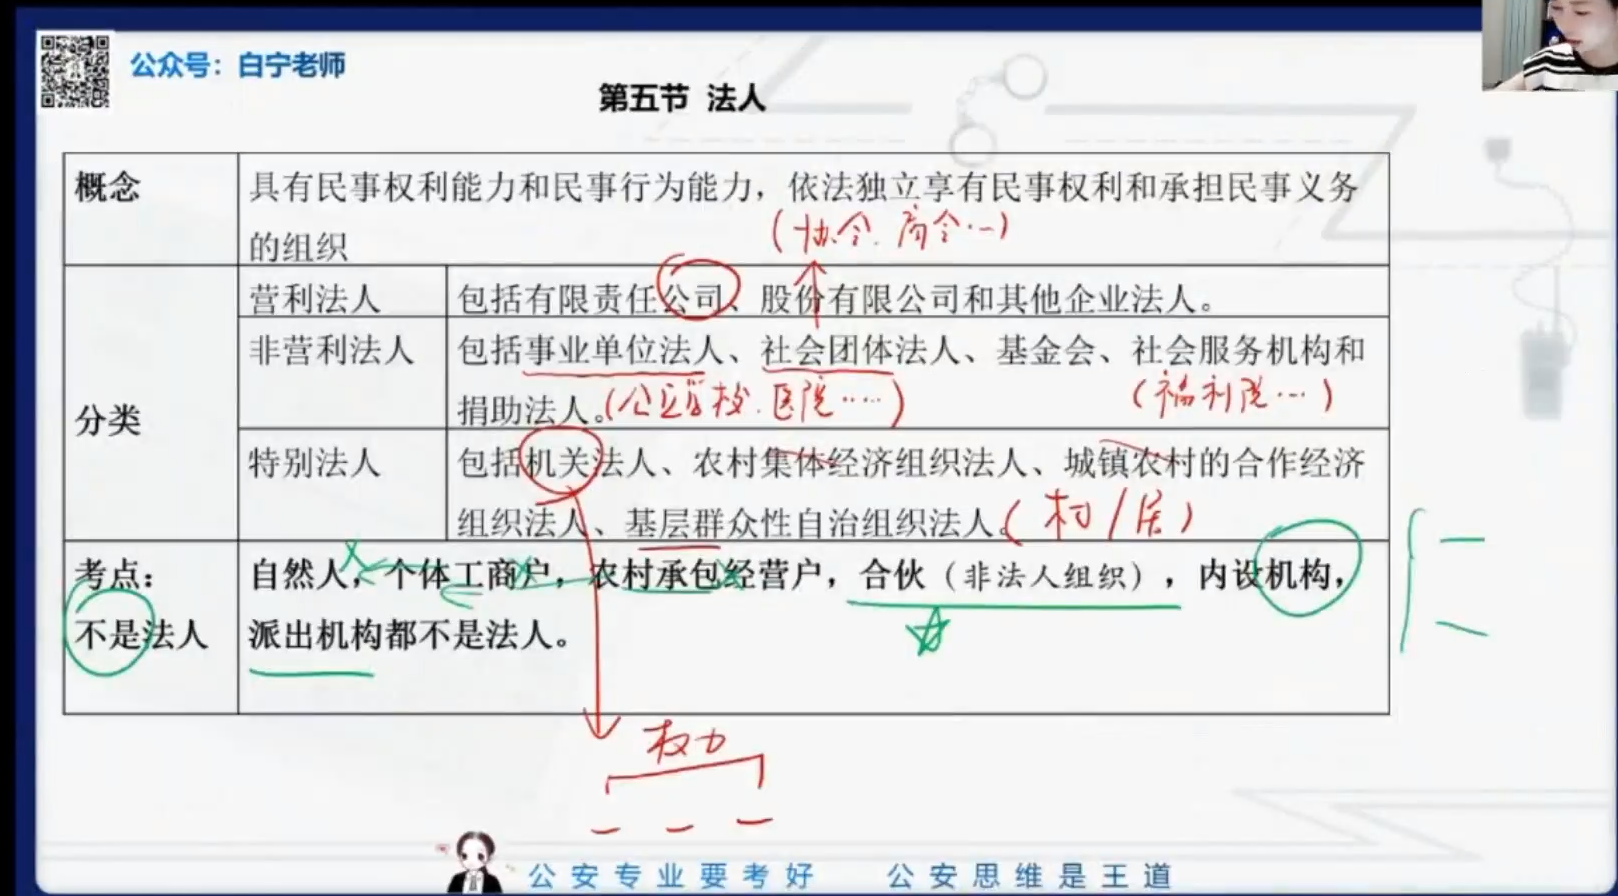 公众号：白宁老师
第五节 法人
概念
具有民事权利能力和民事行为能力，依法独立享有民事权利和承担民事义务
的组织
(协会、商会…)
分类
营利法人
包括有限责任公司、股份有限公司和其他企业法人。
非营利法人
包括事业单位法人、社会团体法人、基金会、社会服务机构和
捐助法人。
(公立学校、医院……)
(福利院…)
特别法人
包括机关法人、农村集体经济组织法人、城镇农村的合作经济
组织法人、基层群众性自治组织法人。
(村/居)
考点：
不是法人
自然人，个体工商户，农村承包经营户，合伙（非法人组织），内设机构，
派出机构都不是法人。
权力
公安专业要考好 公安思维是王道